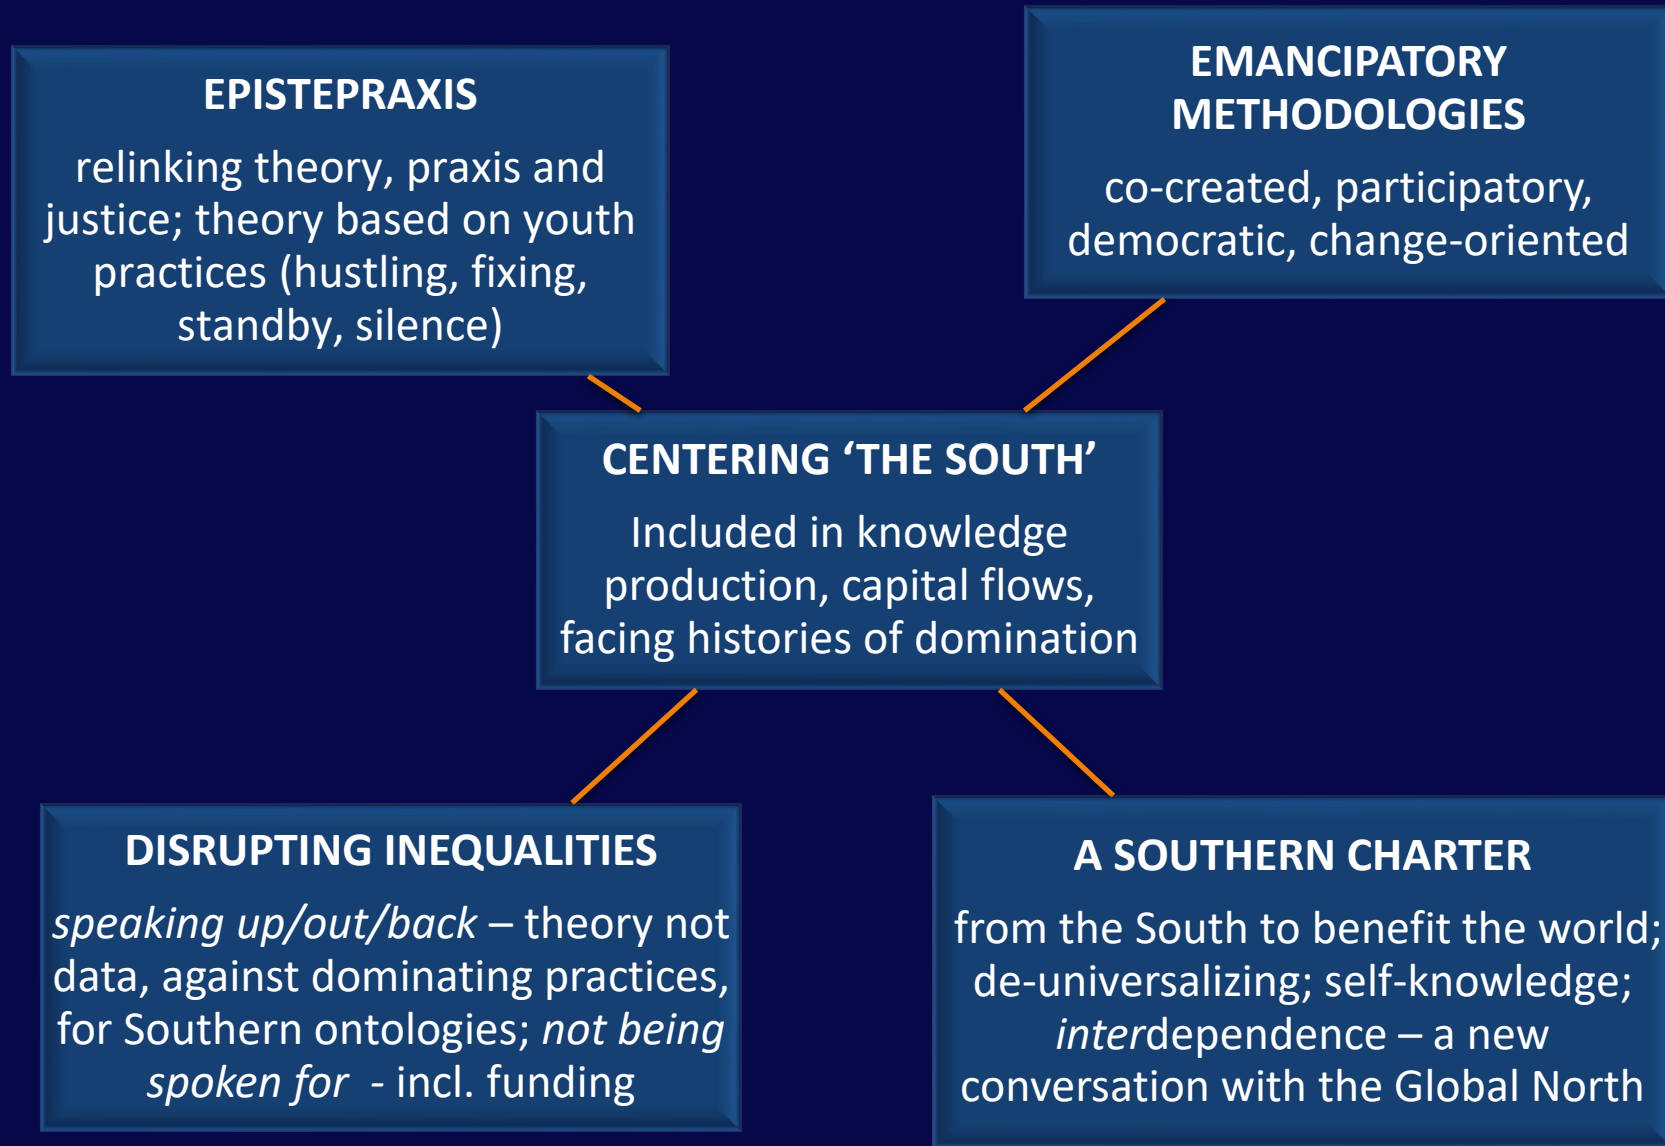 EPISTEPRAXIS
relinking theory, praxis and
justice; theory based on youth
practices (hustling, fixing,
standby, silence)
EMANCIPATORY
METHODOLOGIES
co-created, participatory,
democratic, change-oriented
CENTERING ‘THE SOUTH’
Included in knowledge
production, capital flows,
facing histories of domination
DISRUPTING INEQUALITIES
speaking up/out/back – theory not
data, against dominating practices,
for Southern ontologies; not being
spoken for - incl. funding
A SOUTHERN CHARTER
from the South to benefit the world;
de-universalizing; self-knowledge;
interdependence – a new
conversation with the Global North